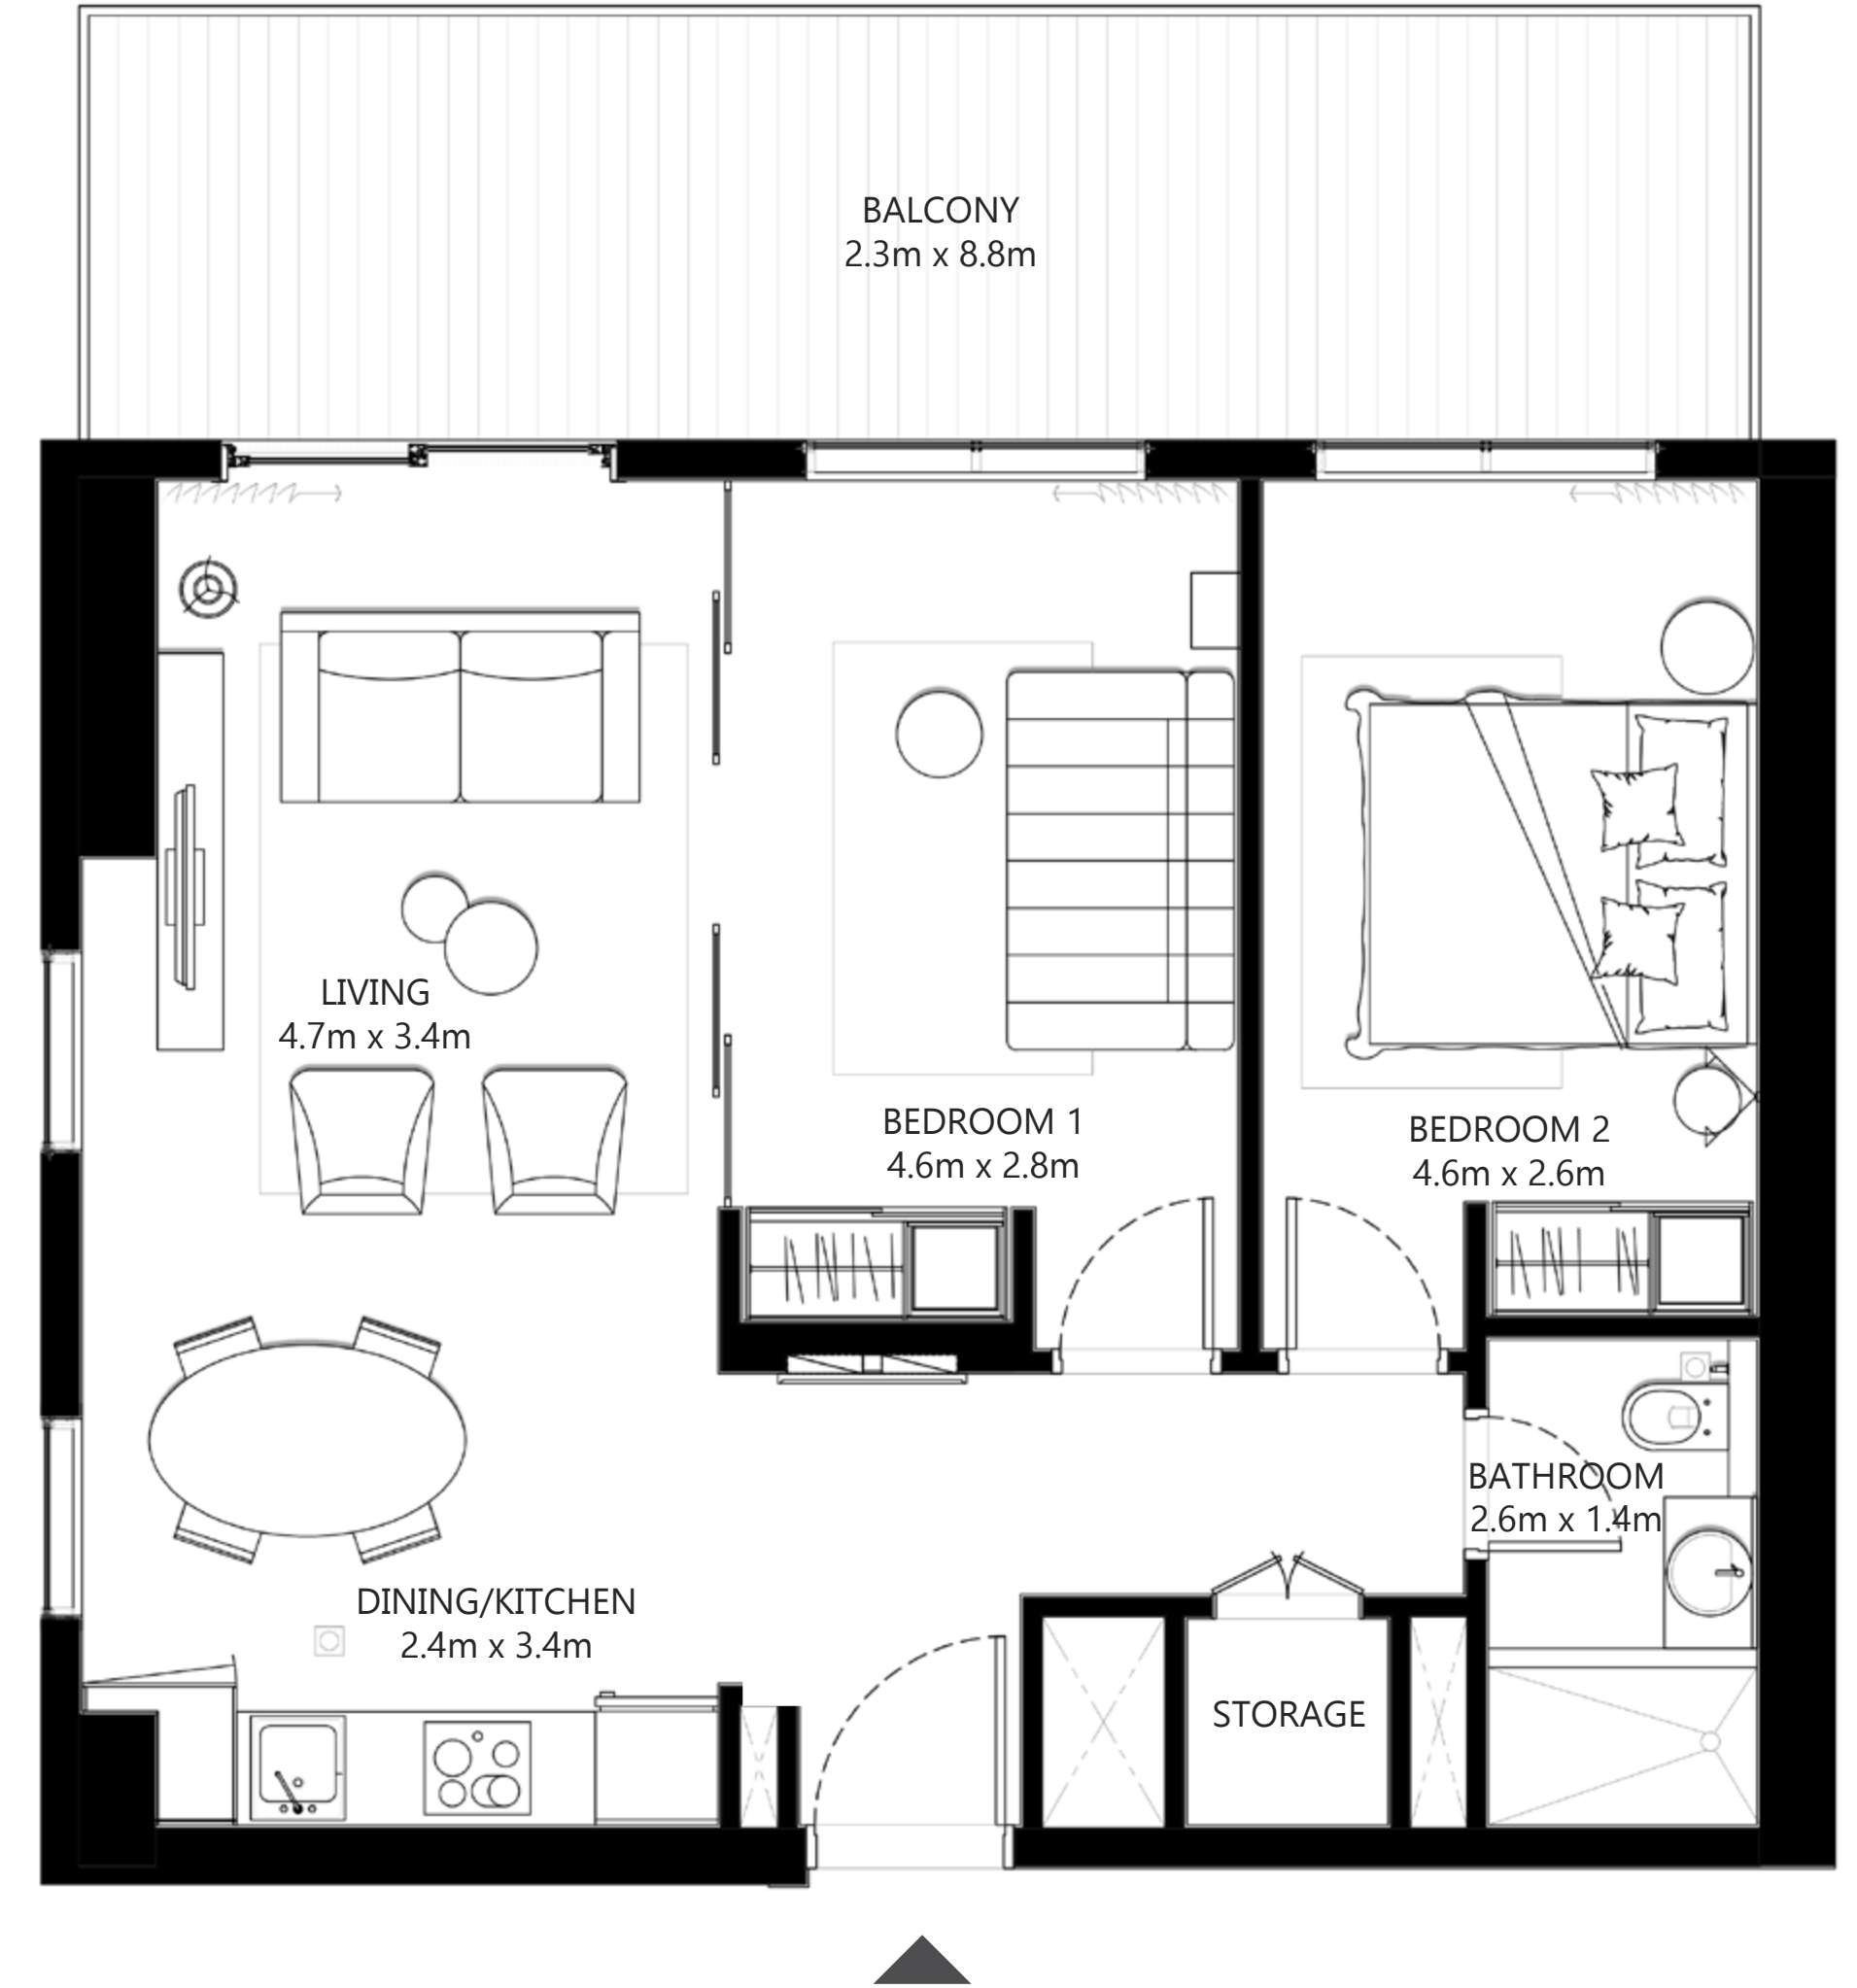 BALCONY
2.3m x 8.8m
LIVING
4.7m x 3.4m
BEDROOM 1
4.6m x 2.8m
BEDROOM 2
4.6m x 2.6m
BATHROOM
2.6m x 1.4m
DINING/KITCHEN
2.4m x 3.4m
STORAGE